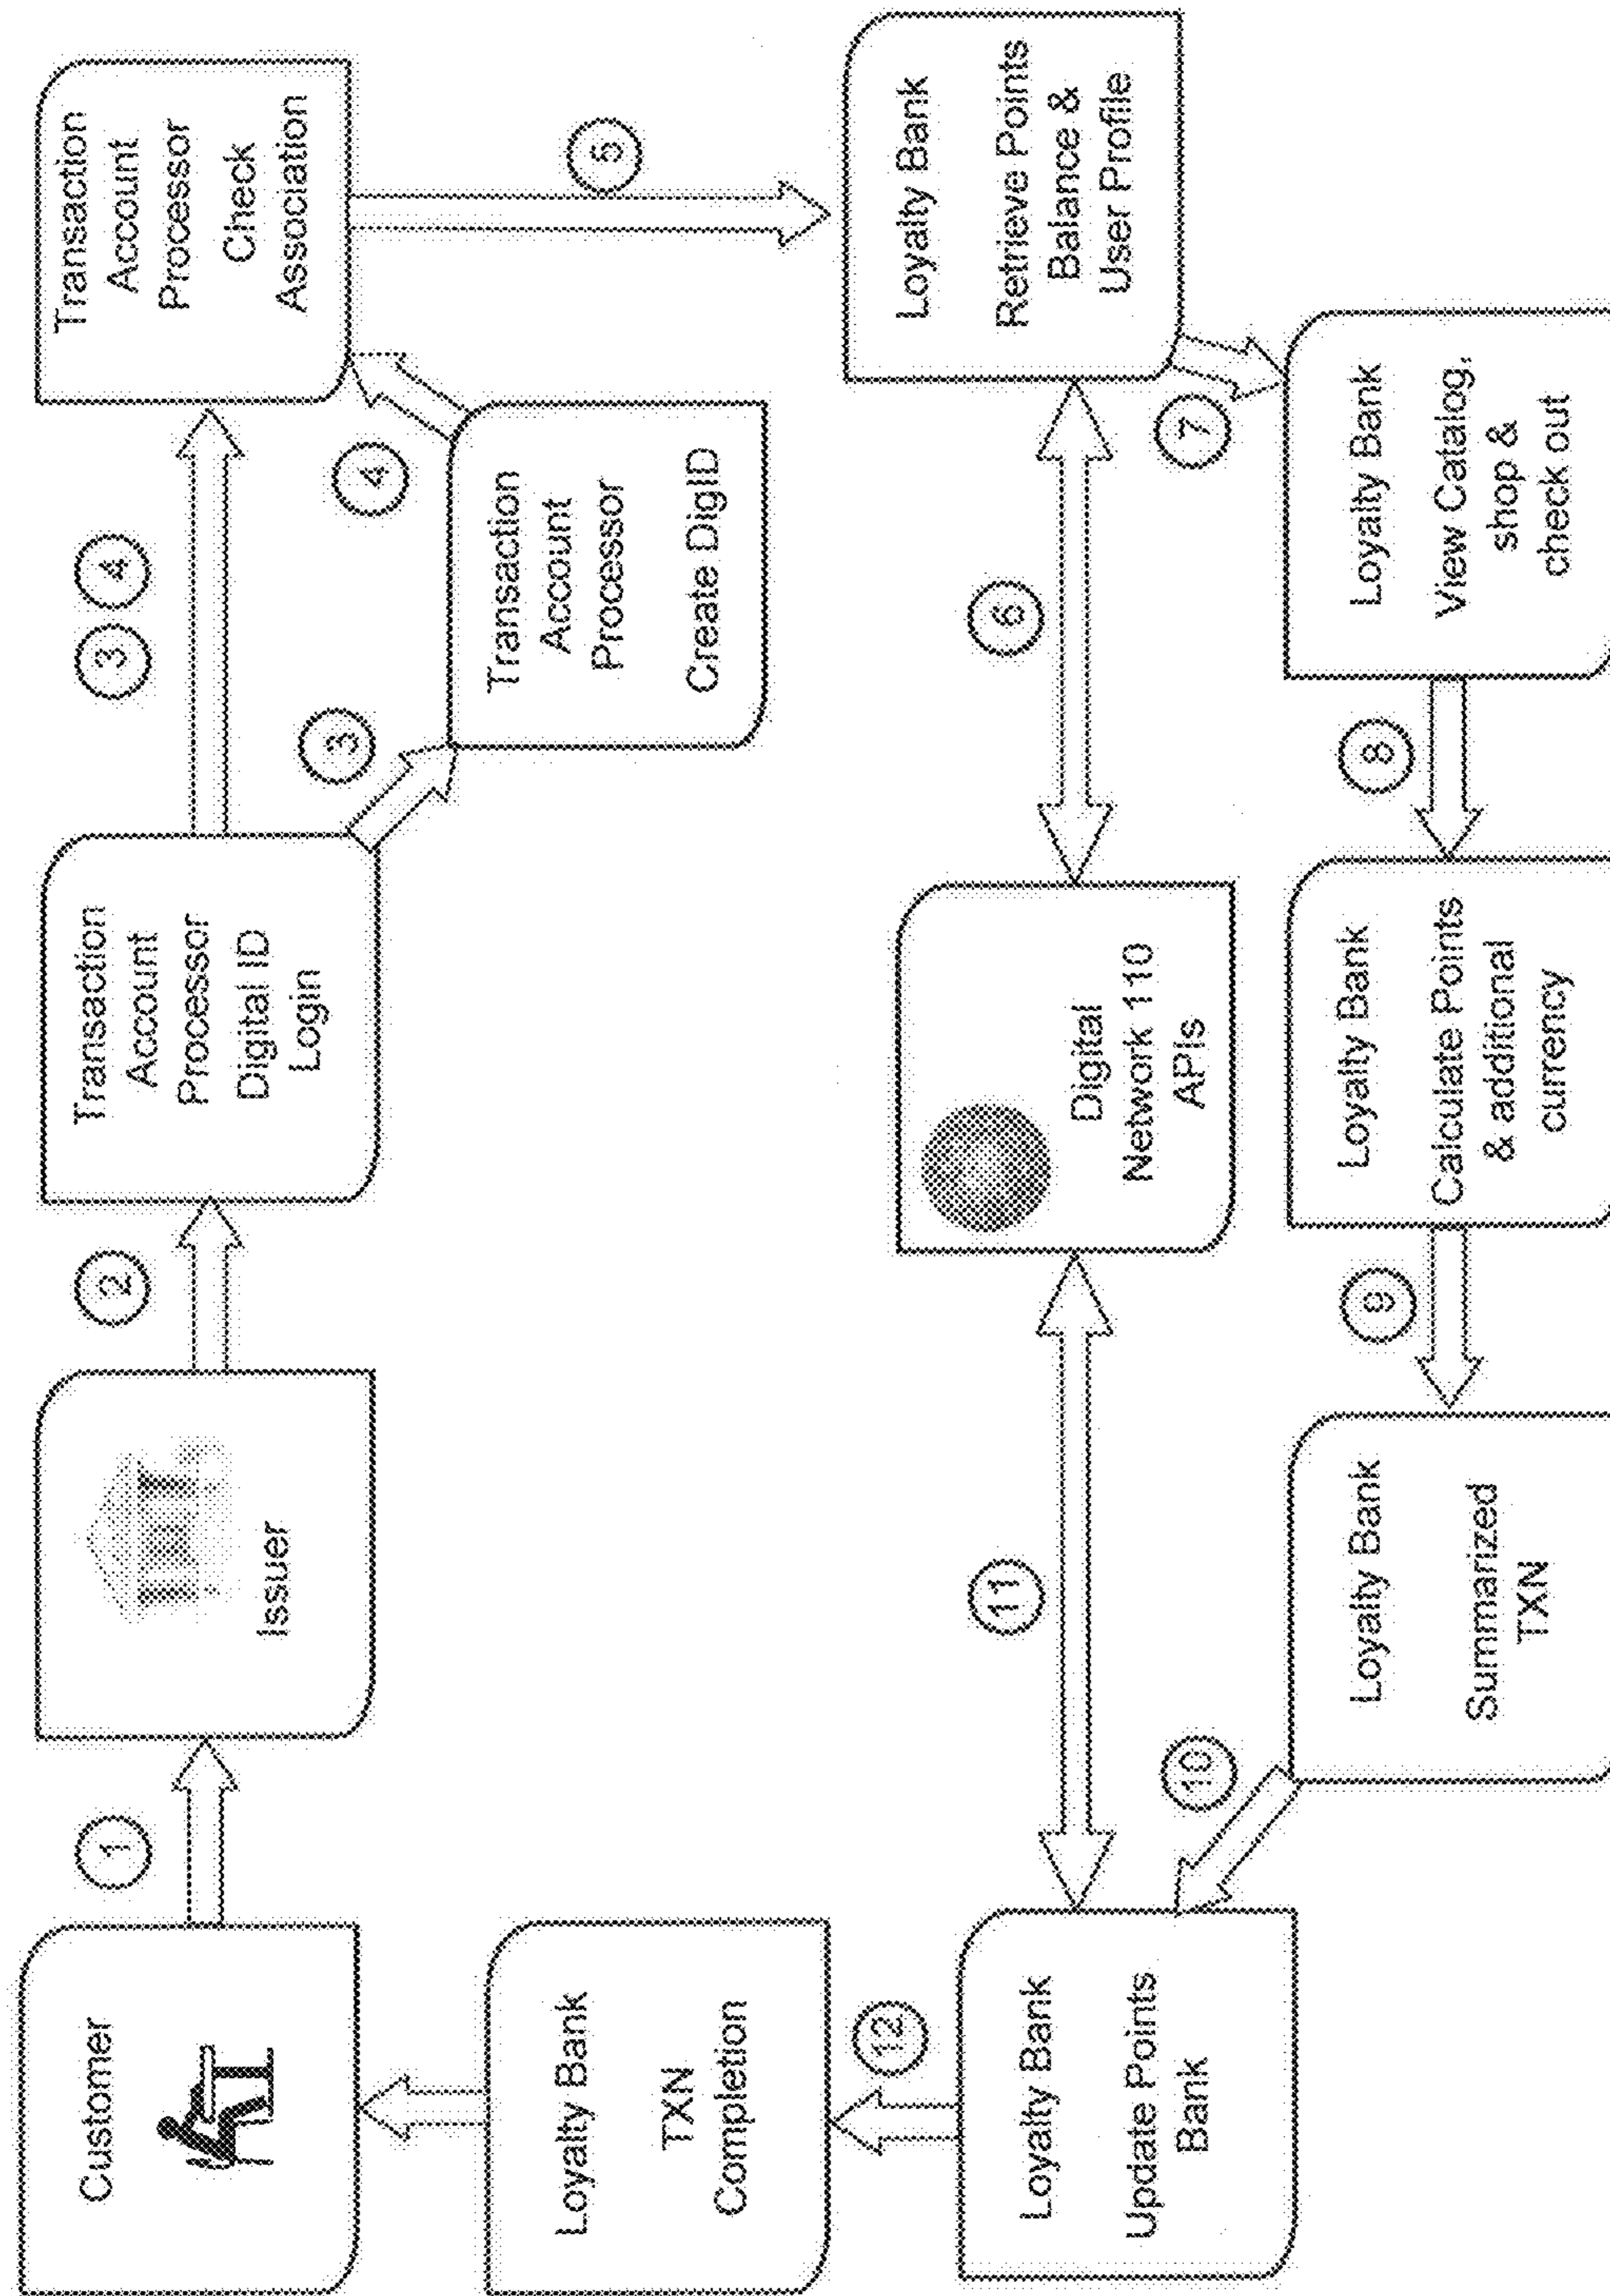 Customer
1
Issuer
2
Transaction
Account
Processor
Digital ID
Login
3
4
3
Transaction
Account
Processor
Create DigID
4
Transaction
Account
Processor
Check
Association
5
Loyalty Bank
Retrieve Points
Balance &
User Profile
6
Digital
Network 110
APIs
7
Loyalty Bank
View Catalog,
shop &
check out
8
Loyalty Bank
Calculate Points
& additional
currency
9
Loyalty Bank
Summarized
TXN
10
Loyalty Bank
Update Points
Bank
11
12
Loyalty Bank
TXN
Completion